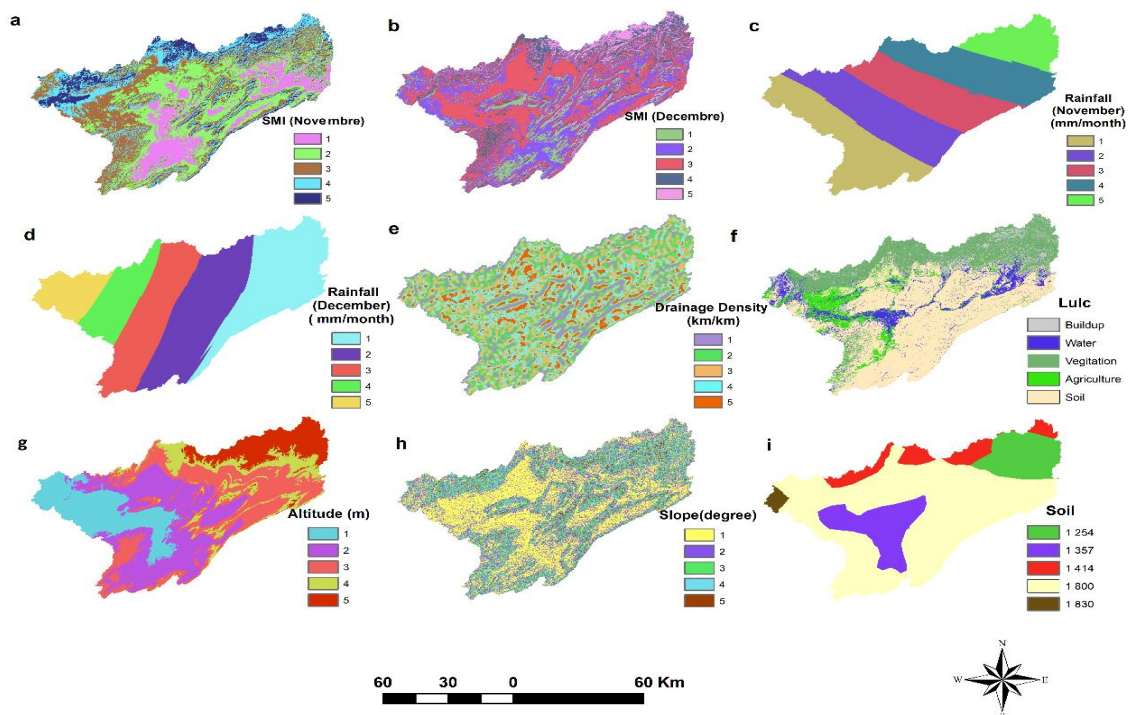 a
SMI (Novembre)
1
2
3
4
5
b
SMI (Decembre)
1
2
3
4
5
c
Rainfall
(November)
(mm/month)
1
2
3
4
5
d
Rainfall
(December)
( mm/month)
1
2
3
4
5
e
Drainage Density
(km/km)
1
2
3
4
5
f
Lulc
Buildup
Water
Vegitation
Agriculture
Soil
g
Altitude (m)
1
2
3
4
5
h
Slope(degree)
1
2
3
4
5
i
Soil
1 254
1 357
1 414
1 800
1 830
60 30 0 60 Km
N
W E